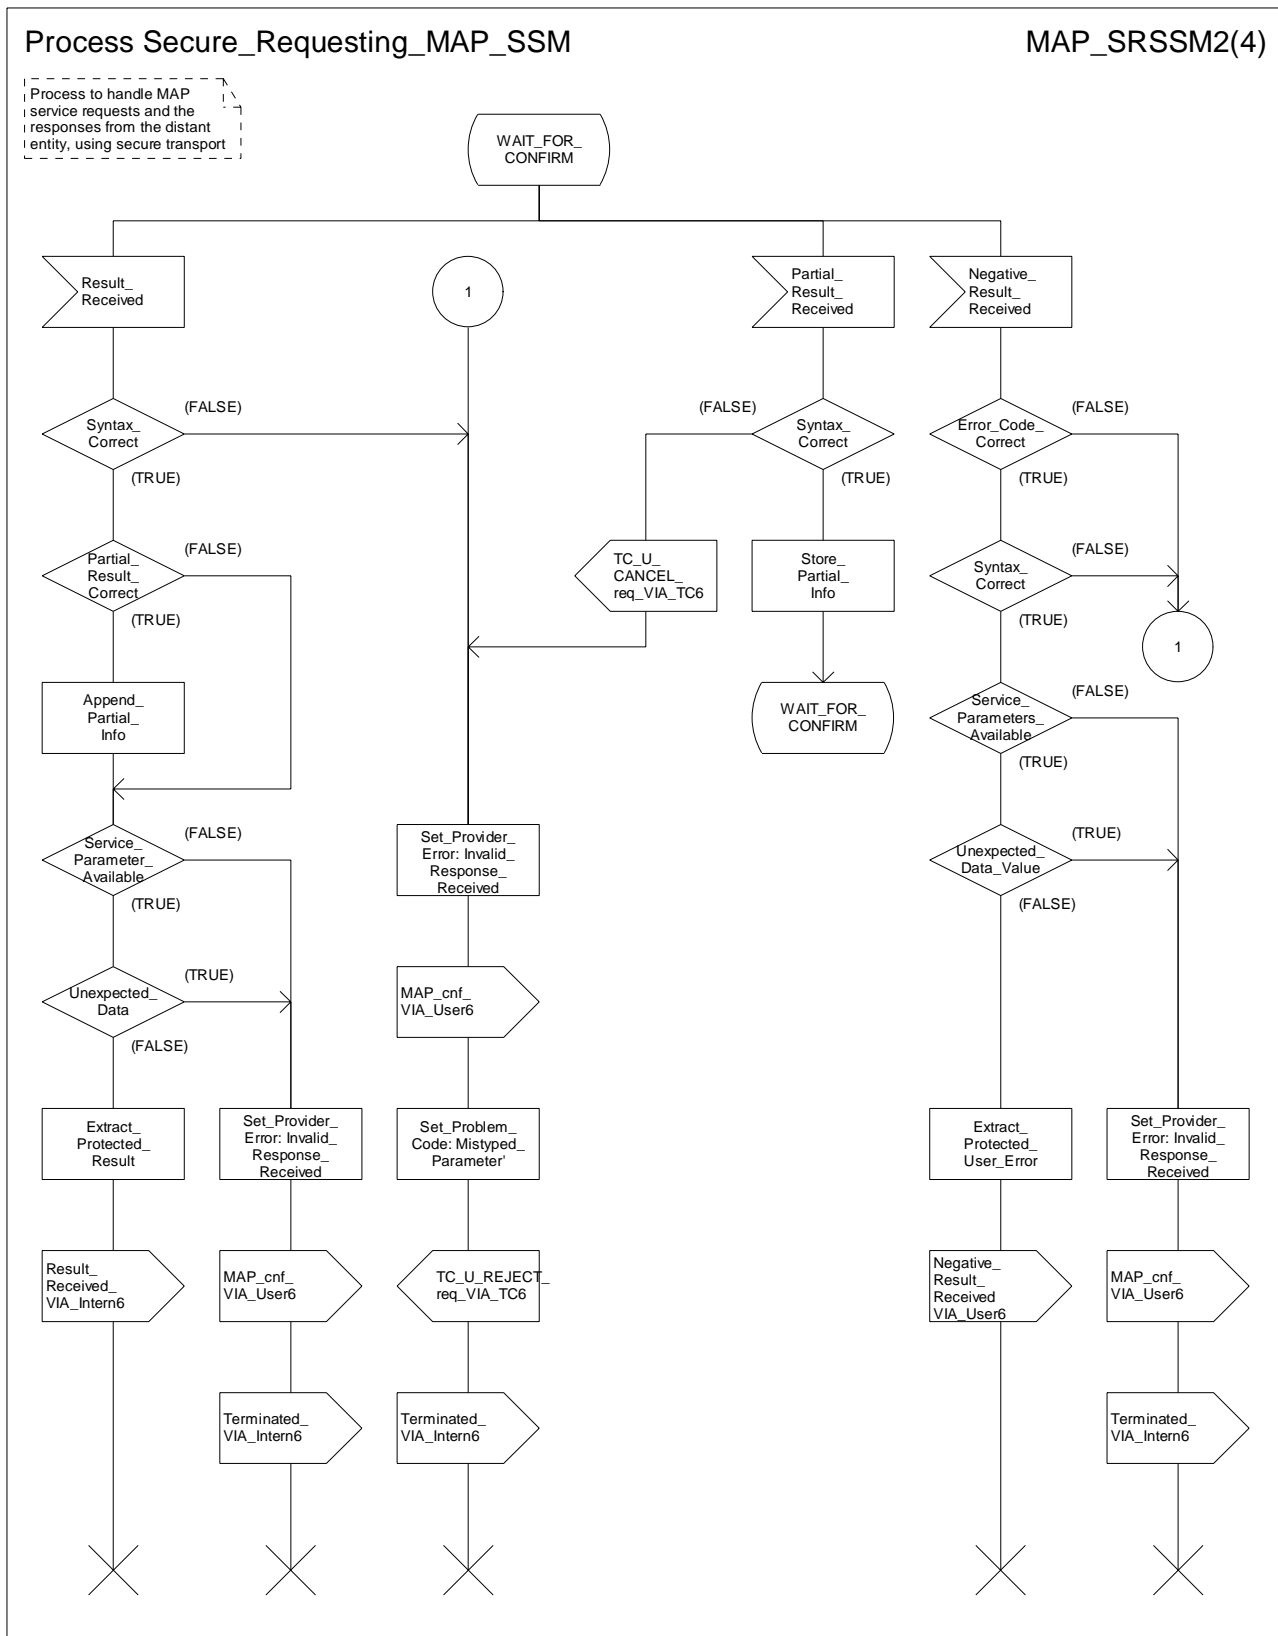 Process Secure_Requesting_MAP_SSM
MAP_SRSSM2(4)
Process to handle MAP
service requests and the
responses from the distant
entity, using secure transport
WAIT_FOR_
CONFIRM
Result_
Received
1
Partial_
Result_
Received
Negative_
Result_
Received
Syntax_
Correct
(FALSE)
(TRUE)
(FALSE)
Syntax_
Correct
(TRUE)
Error_Code_
Correct
(FALSE)
(TRUE)
Partial_
Result_
Correct
(FALSE)
(TRUE)
TC_U_
CANCEL_
req_VIA_TC6
Store_
Partial_
Info
Syntax_
Correct
(FALSE)
(TRUE)
1
Append_
Partial_
Info
WAIT_FOR_
CONFIRM
Service_
Parameters_
Available
(FALSE)
(TRUE)
Service_
Parameter_
Available
(FALSE)
(TRUE)
Set_Provider_
Error: Invalid_
Response_
Received
Unexpected_
Data_Value
(TRUE)
(FALSE)
Unexpected_
Data
(TRUE)
(FALSE)
MAP_cnf_
VIA_User6
Extract_
Protected_
Result
Set_Provider_
Error: Invalid_
Response_
Received
Set_Problem_
Code: Mistyped_
Parameter'
Extract_
Protected_
User_Error
Set_Provider_
Error: Invalid_
Response_
Received
Result_
Received_
VIA_Intern6
MAP_cnf_
VIA_User6
TC_U_REJECT_
req_VIA_TC6
Negative_
Result_
Received
VIA_User6
MAP_cnf_
VIA_User6
Terminated_
VIA_Intern6
Terminated_
VIA_Intern6
Terminated_
VIA_Intern6